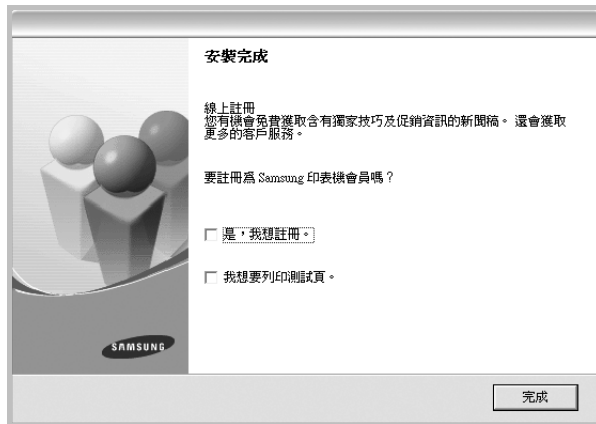 安裝完成
線上註冊
您有機會免費獲取含有獨家技巧及促銷資訊的新聞稿。 還會獲取
更多的客戶服務。
要註冊為 Samsung 印表機會員嗎？
是，我想註冊。
我想要列印測試頁。
SAMSUNG
完成